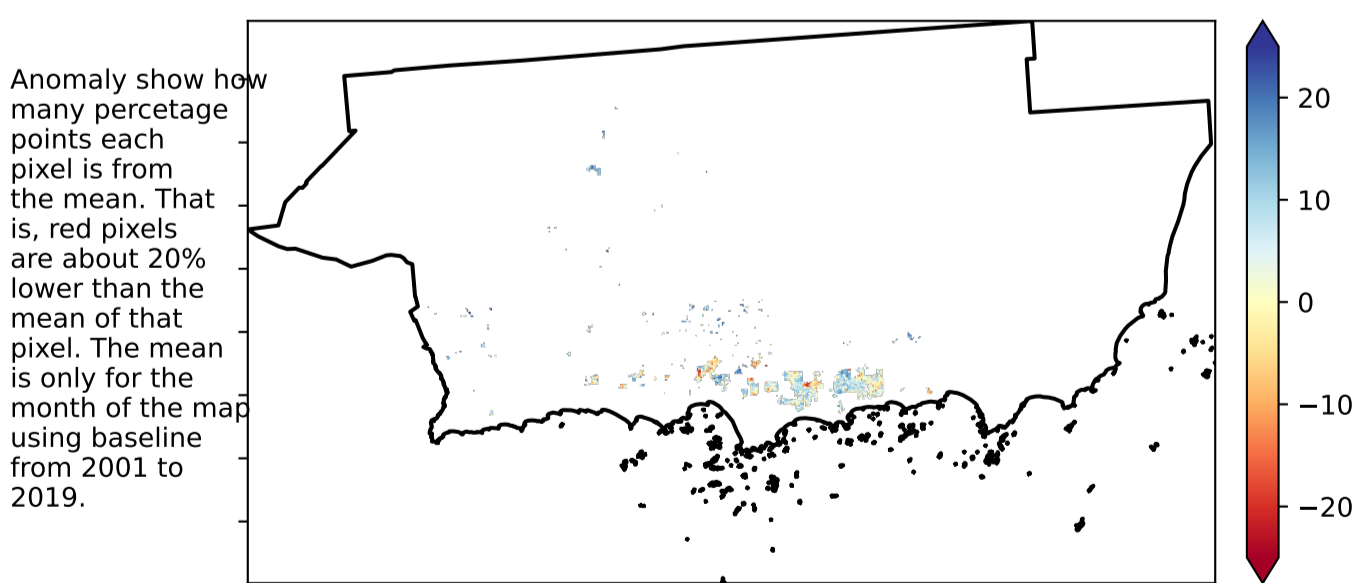 Anomaly show how
many percetage
points each
pixel is from
the mean. That
is, red pixels
are about 20%
lower than the
mean of that
pixel. The mean
is only for the
month of the map
using baseline
from 2001 to
2019.
20
10
0
−10
−20